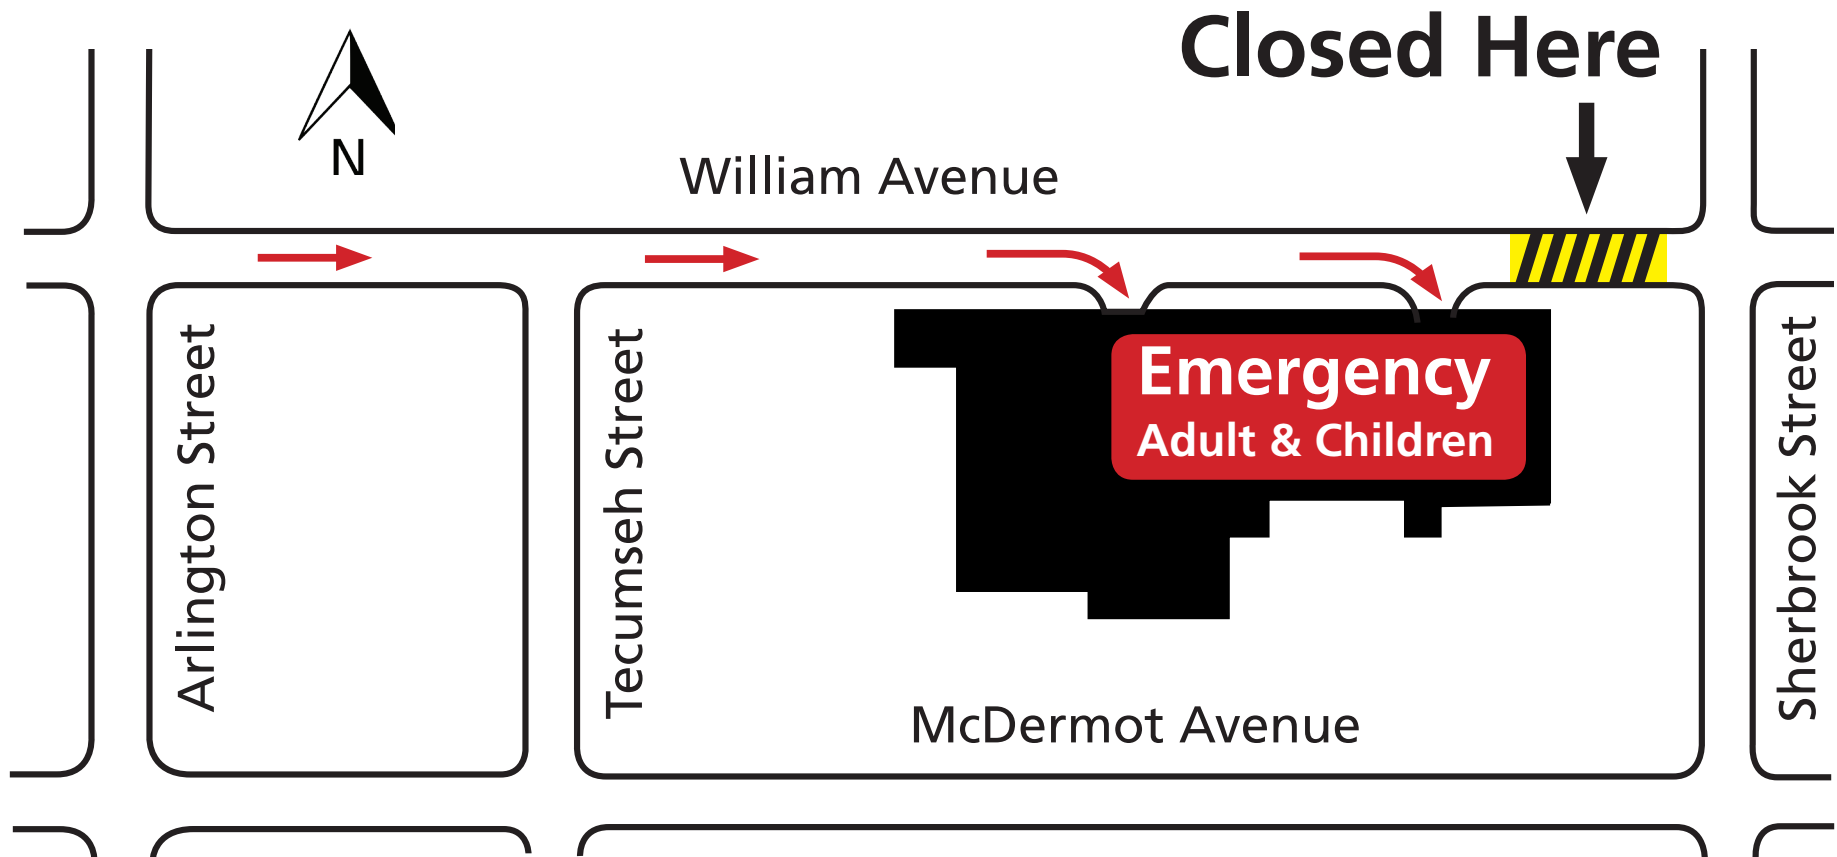 Closed Here
N
William Avenue
Arlington Street
Tecumseh Street
Emergency
Adult & Children
Sherbrook Street
McDermot Avenue